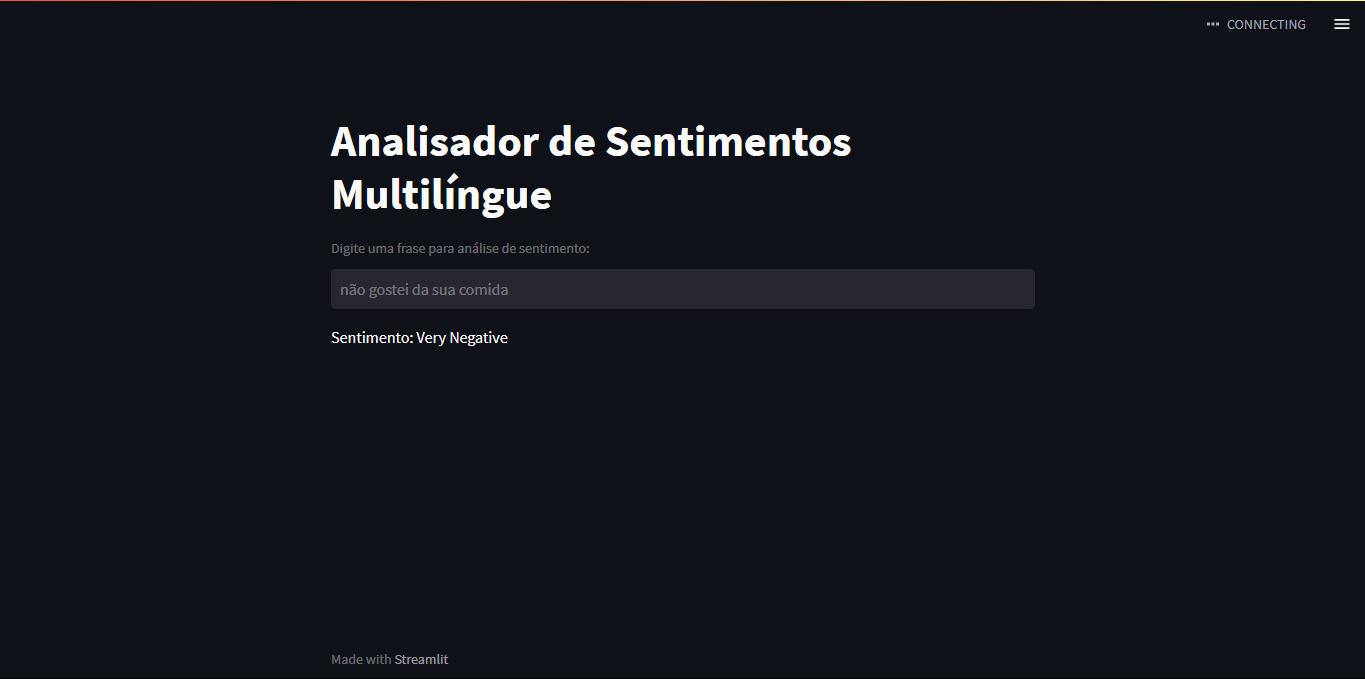 CONNECTING
Analisador de Sentimentos
Multilíngue
Digite uma frase para análise de sentimento:
não gostei da sua comida
Sentimento: Very Negative
Made with Streamlit